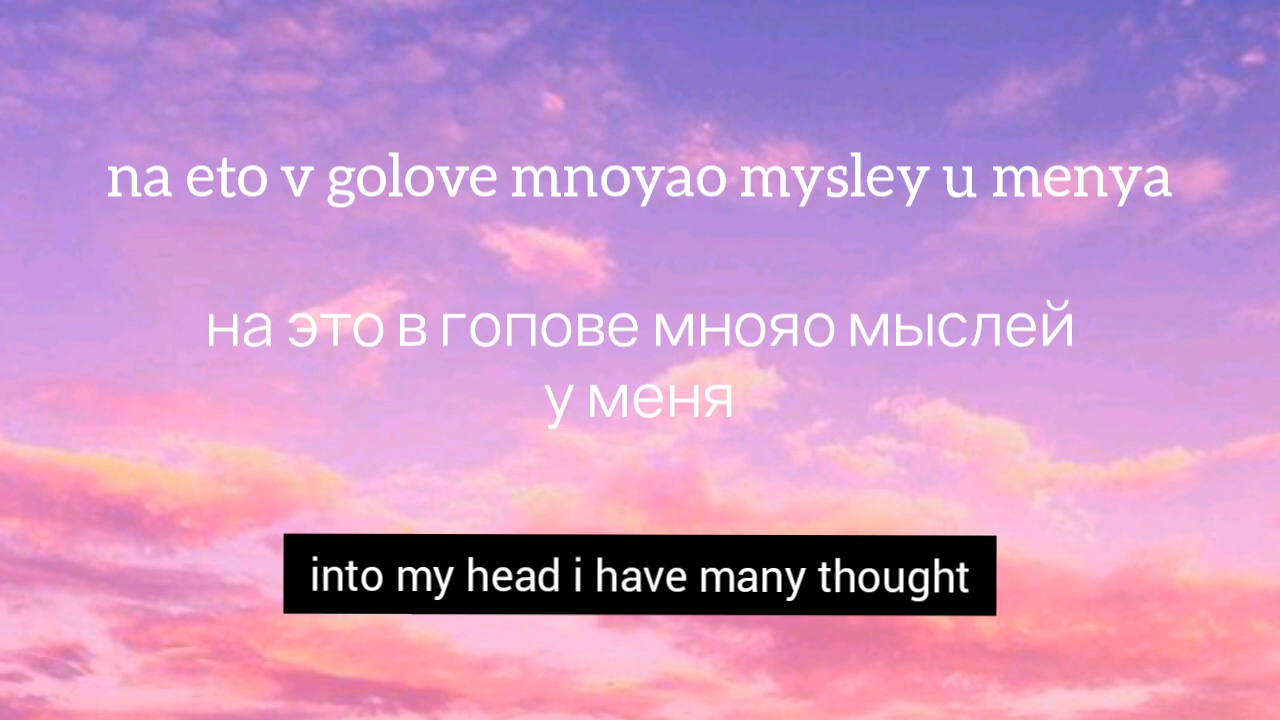 na eto v golove mnoyao mysley u menya
на это в гопове мнояо мыслей
у меня
into my head i have many thought